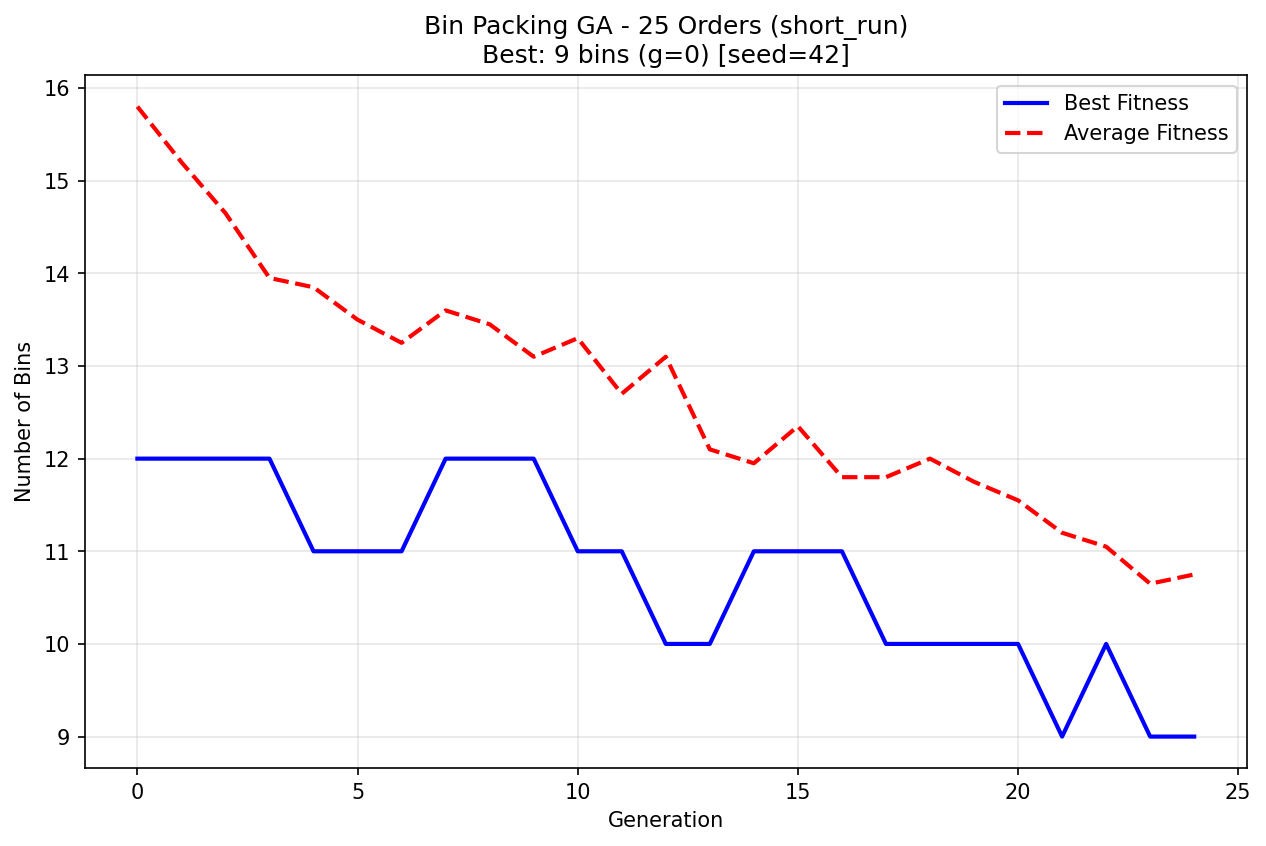 Bin Packing GA - 25 Orders (short_run)
Best: 9 bins (g=0) [seed=42]
Best Fitness
Average Fitness
Number of Bins
16
15
14
13
12
11
10
9
0 5 10 15 20 25
Generation